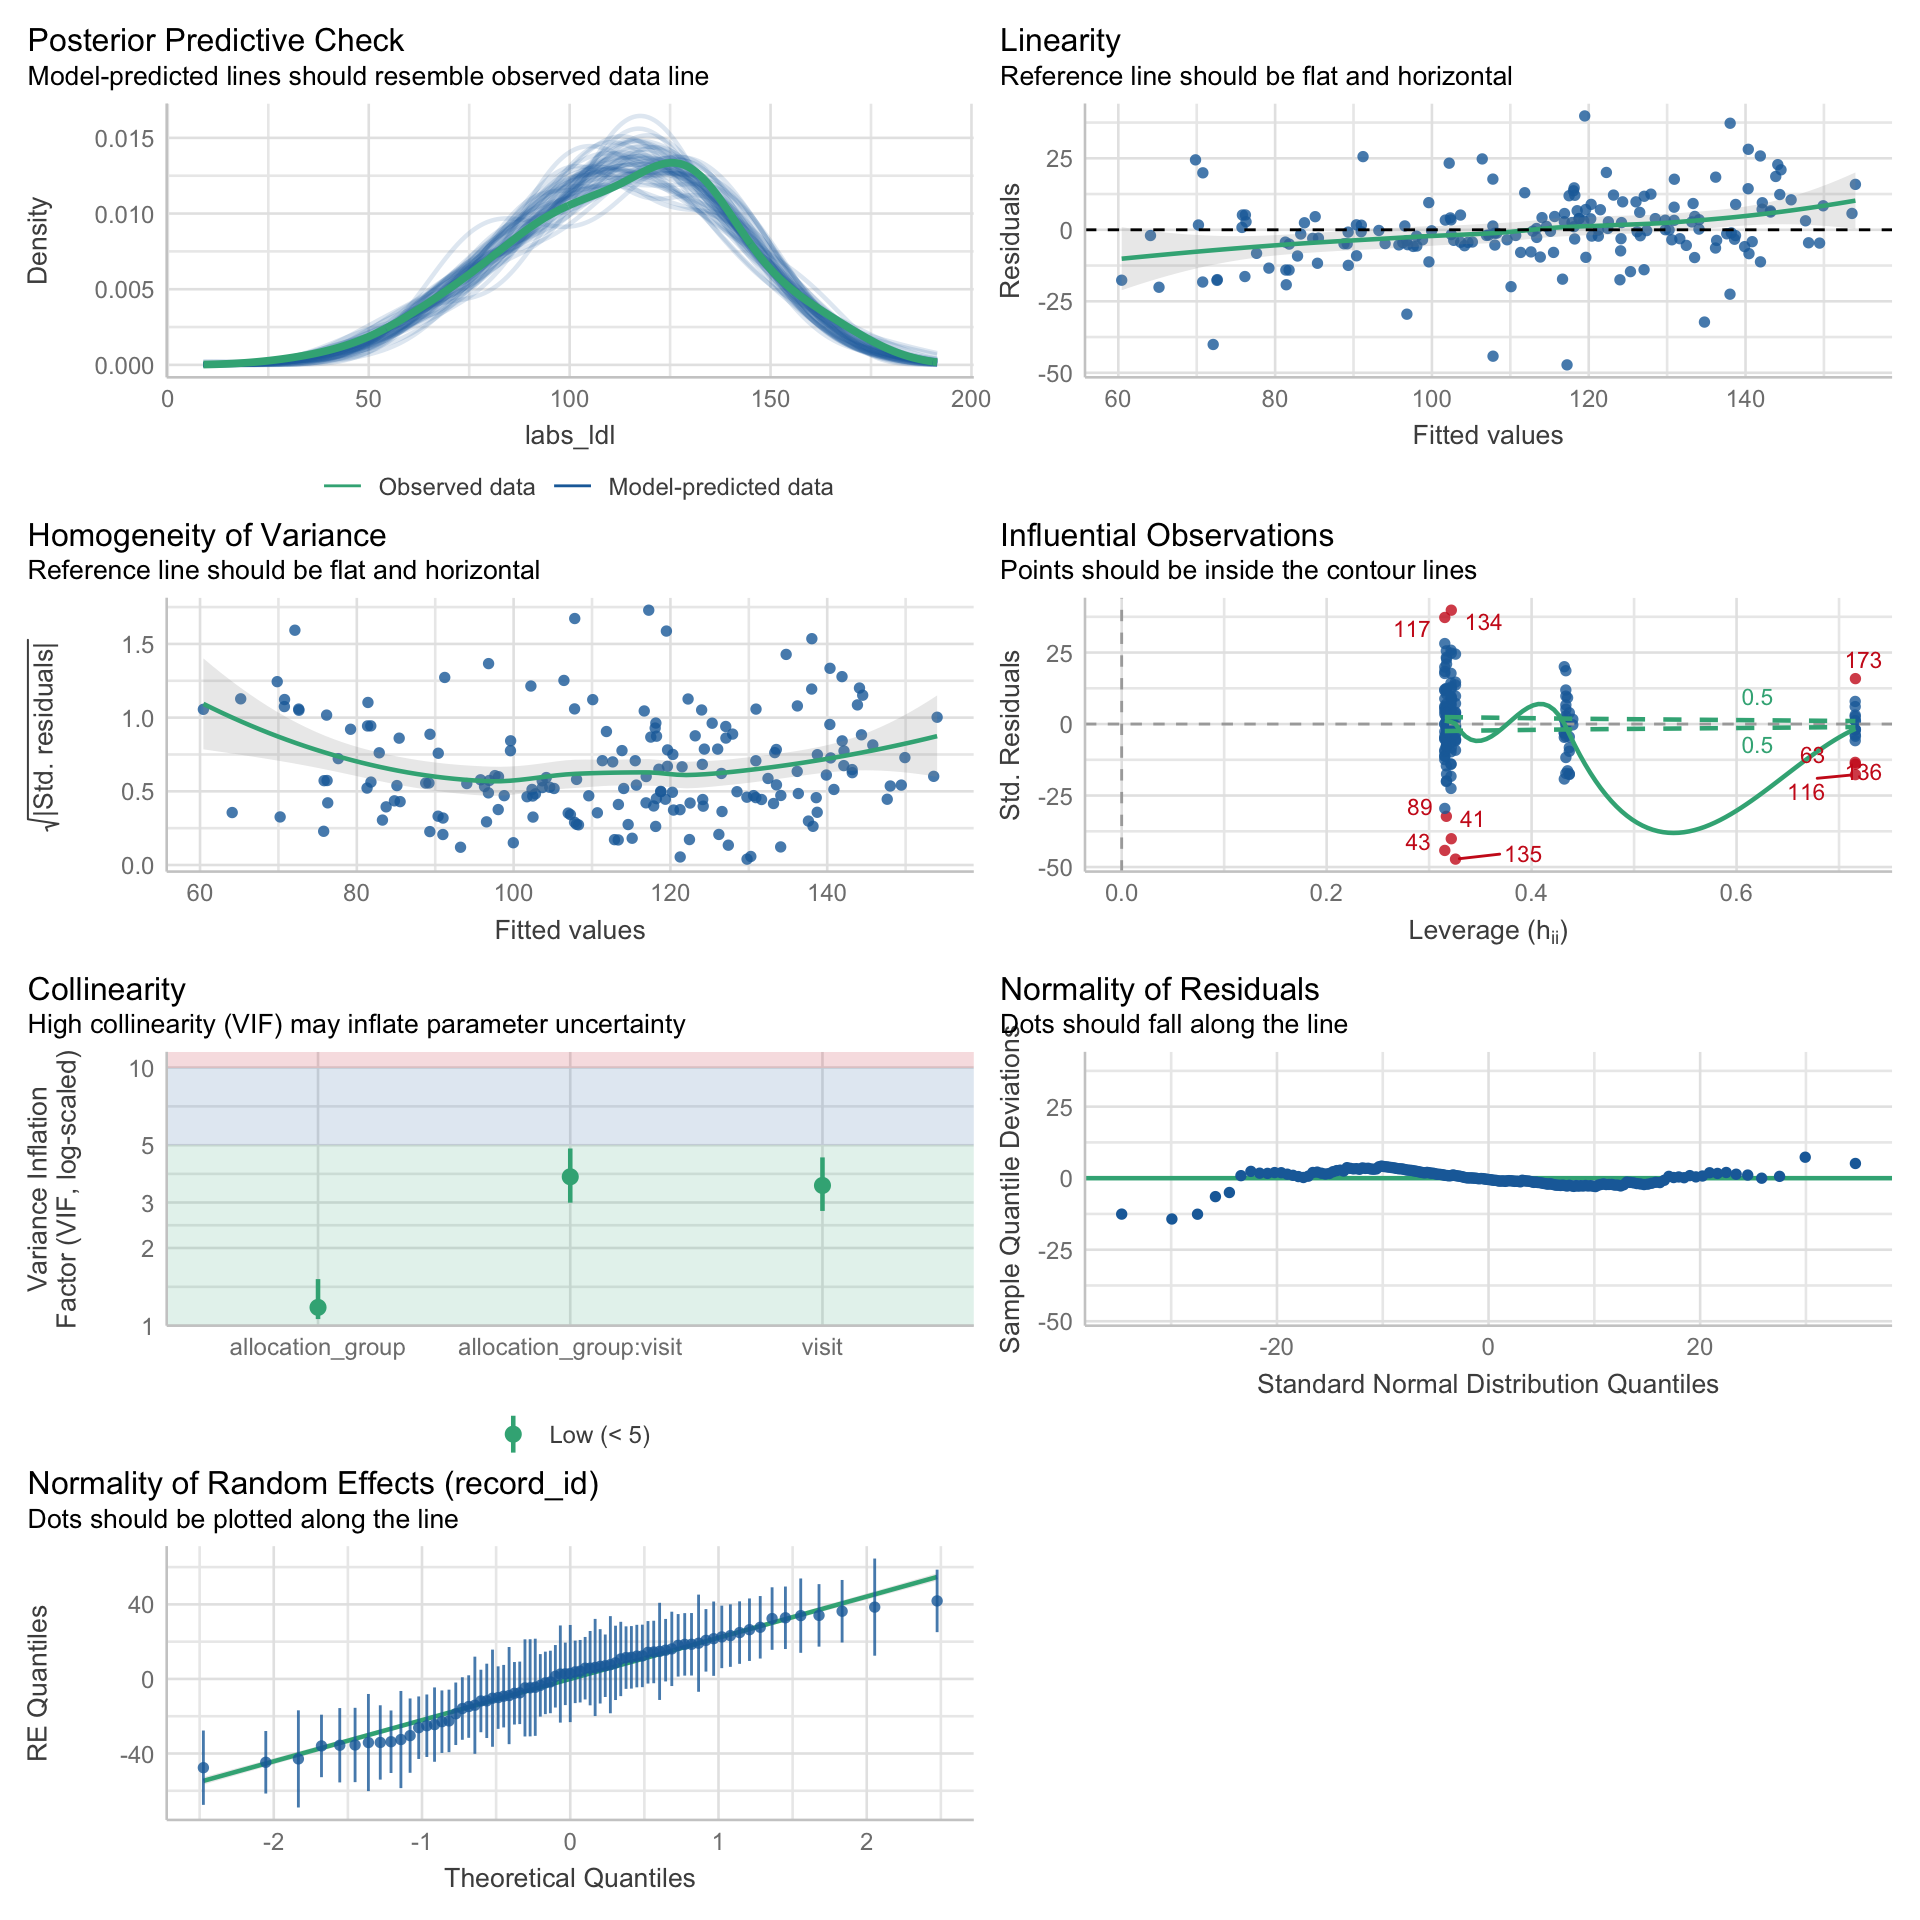 Posterior Predictive Check
Model-predicted lines should resemble observed data line
Density
0.015
0.010
0.005
0.000
0
50
100
150
200
labs_ldl
Observed data
Model-predicted data
Linearity
Reference line should be flat and horizontal
Residuals
25
0
-25
-50
60
80
100
120
140
Fitted values
Homogeneity of Variance
Reference line should be flat and horizontal
√|Std. residuals|
1.5
1.0
0.5
0.0
60
80
100
120
140
Fitted values
Influential Observations
Points should be inside the contour lines
Std. Residuals
25
0
-25
-50
117
134
173
0.5
0.5
63
136
116
89
41
43
135
0.0
0.2
0.4
0.6
Leverage (hii)
Collinearity
High collinearity (VIF) may inflate parameter uncertainty
Variance Inflation
Factor (VIF, log-scaled)
10
5
3
2
1
allocation_group
allocation_group:visit
visit
Low (< 5)
Normality of Residuals
Dots should fall along the line
Sample Quantile Deviations
25
0
-25
-50
-20
0
20
Standard Normal Distribution Quantiles
Normality of Random Effects (record_id)
Dots should be plotted along the line
RE Quantiles
40
0
-40
-2
-1
0
1
2
Theoretical Quantiles